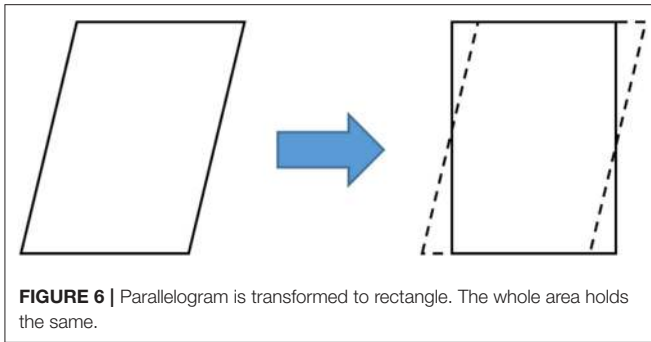 FIGURE 6 | Parallelogram is transformed to rectangle. The whole area holds
the same.